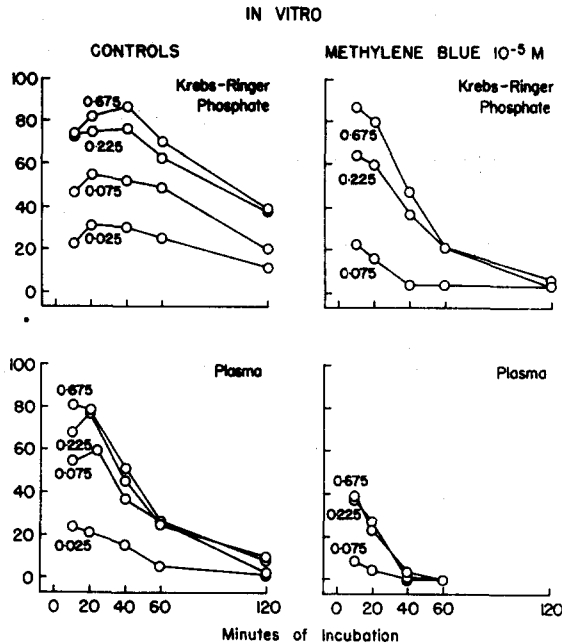 IN VITRO
CONTROLS
METHYLENE BLUE 10⁻⁵ M
100
80
60
40
20
0
Krebs-Ringer
Phosphate
0·675
0·225
0·075
0·025
Krebs-Ringer
Phosphate
0·675
0·225
0·075
100
80
60
40
20
0
Plasma
0·675
0·225
0·075
0·025
0 20 40 60 120
Plasma
0·675
0·225
0·075
0 20 40 60 120
Minutes of Incubation